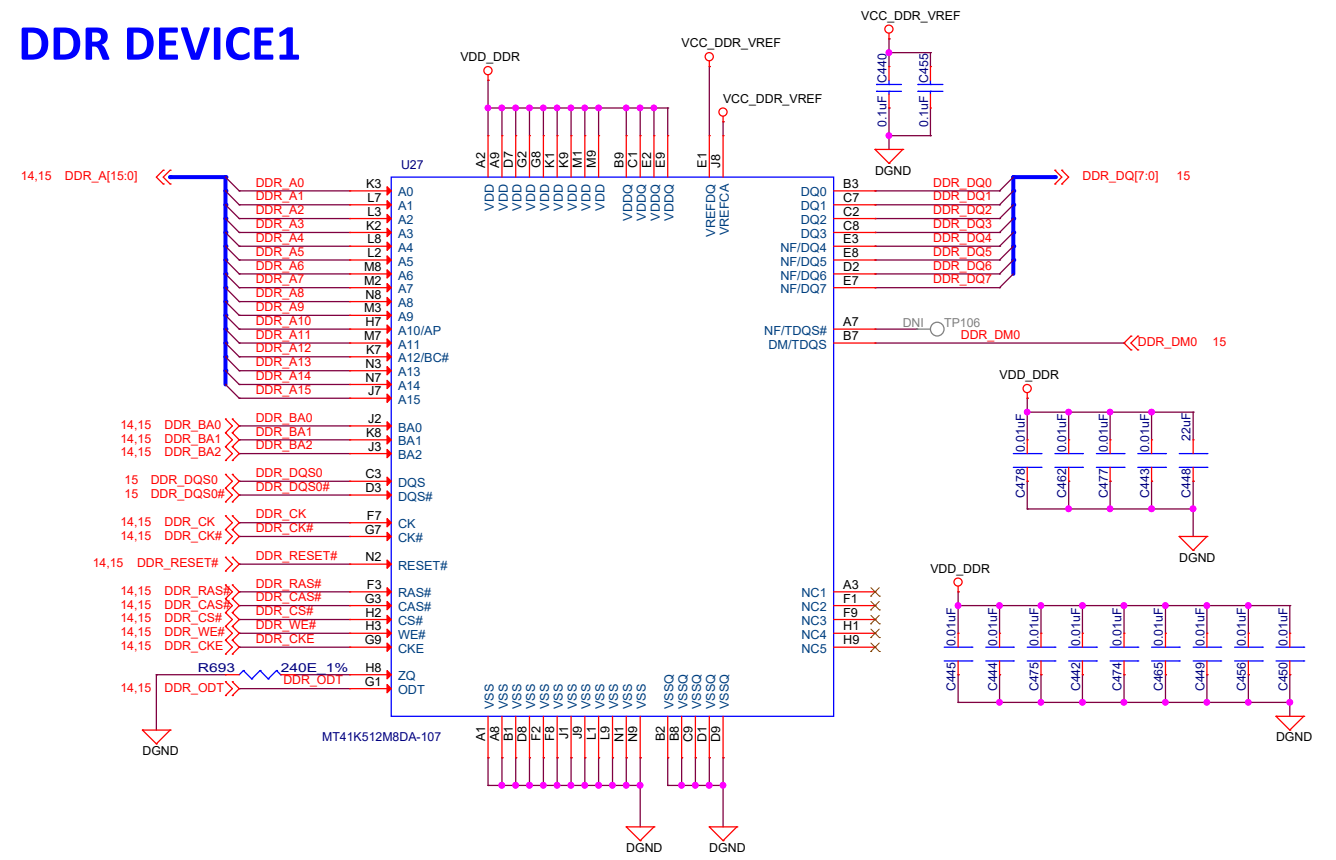 DDR DEVICE1
VCC_DDR_VREF
VDD_DDR
VCC_DDR_VREF
VCC_DDR_VREF
C440
C455
0.1uF
0.1uF
DGND
U27
A2 A9 D7 G2 G8 K1 K9 M1 M9 B9 C1 E2 E9 E1 J8
VDD VDD VDD VDD VDD VDD VDD VDD VDD VDDQ VDDQ VDDQ VDDQ VREFDQ VREFCA
14,15 DDR_A[15:0]
DDR_A0 K3 A0
DDR_A1 L7 A1
DDR_A2 L3 A2
DDR_A3 K2 A3
DDR_A4 L8 A4
DDR_A5 L2 A5
DDR_A6 M8 A6
DDR_A7 M2 A7
DDR_A8 N8 A8
DDR_A9 M3 A9
DDR_A10 H7 A10/AP
DDR_A11 M7 A11
DDR_A12 K7 A12/BC#
DDR_A13 N3 A13
DDR_A14 N7 A14
DDR_A15 J7 A15
DDR_DQ[7:0] 15
DQ0 B3 DDR_DQ0
DQ1 C7 DDR_DQ1
DQ2 C2 DDR_DQ2
DQ3 C8 DDR_DQ3
NF/DQ4 E3 DDR_DQ4
NF/DQ5 E8 DDR_DQ5
NF/DQ6 D2 DDR_DQ6
NF/DQ7 E7 DDR_DQ7
NF/TDQS# A7 DNI TP106
DM/TDQS B7 DDR_DM0 DDR_DM0 15
14,15 DDR_BA0 DDR_BA0 J2 BA0
14,15 DDR_BA1 DDR_BA1 K8 BA1
14,15 DDR_BA2 DDR_BA2 J3 BA2
15 DDR_DQS0 DDR_DQS0 C3 DQS
15 DDR_DQS0# DDR_DQS0# D3 DQS#
14,15 DDR_CK DDR_CK F7 CK
14,15 DDR_CK# DDR_CK# G7 CK#
14,15 DDR_RESET# DDR_RESET# N2 RESET#
14,15 DDR_RAS# DDR_RAS# F3 RAS#
14,15 DDR_CAS# DDR_CAS# G3 CAS#
14,15 DDR_CS# DDR_CS# H2 CS#
14,15 DDR_WE# DDR_WE# H3 WE#
14,15 DDR_CKE DDR_CKE G9 CKE
R693 240E_1% H8 ZQ
14,15 DDR_ODT DDR_ODT G1 ODT
DGND
VDD_DDR
0.01uF 0.01uF 0.01uF 0.01uF 22uF
C478 C462 C477 C443 C448
DGND
NC1 A3
NC2 F1
NC3 F9
NC4 H1
NC5 H9
VDD_DDR
0.01uF 0.01uF 0.01uF 0.01uF 0.01uF 0.01uF 0.01uF 0.01uF 0.01uF
C445 C444 C475 C442 C474 C465 C449 C456 C450
DGND
VSS VSS VSS VSS VSS VSS VSS VSS VSS VSS VSS VSS VSSQ VSSQ VSSQ VSSQ VSSQ
MT41K512M8DA-107
A1 A8 B1 D8 F2 F8 J1 J9 L1 L9 N1 N9 B2 B8 C9 D1 D9
DGND
DGND